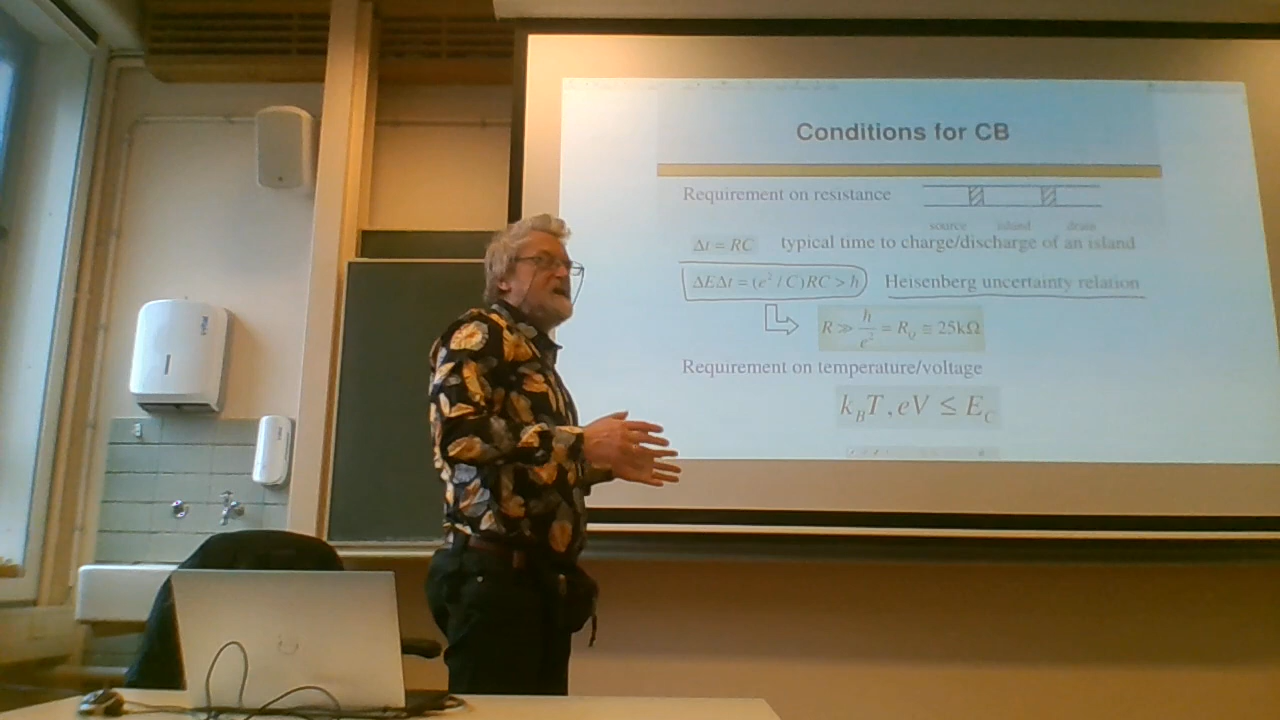 Conditions for CB
Requirement on resistance
source island drain
Δt = RC typical time to charge/discharge of an island
ΔEΔt = (e² / C)RC > h Heisenberg uncertainty relation
R ≫ h/e² = R_Q ≅ 25kΩ
Requirement on temperature/voltage
k_BT, eV ≤ E_C